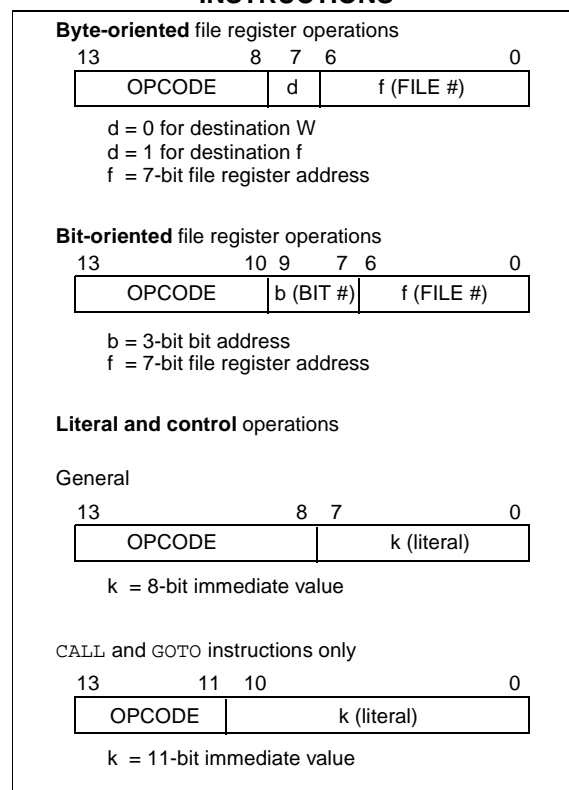 INSTRUCTIONS
Byte-oriented file register operations
13 8 7 6 0
OPCODE d f (FILE #)
d = 0 for destination W
d = 1 for destination f
f = 7-bit file register address
Bit-oriented file register operations
13 10 9 7 6 0
OPCODE b (BIT #) f (FILE #)
b = 3-bit bit address
f = 7-bit file register address
Literal and control operations
General
13 8 7 0
OPCODE k (literal)
k = 8-bit immediate value
CALL and GOTO instructions only
13 11 10 0
OPCODE k (literal)
k = 11-bit immediate value